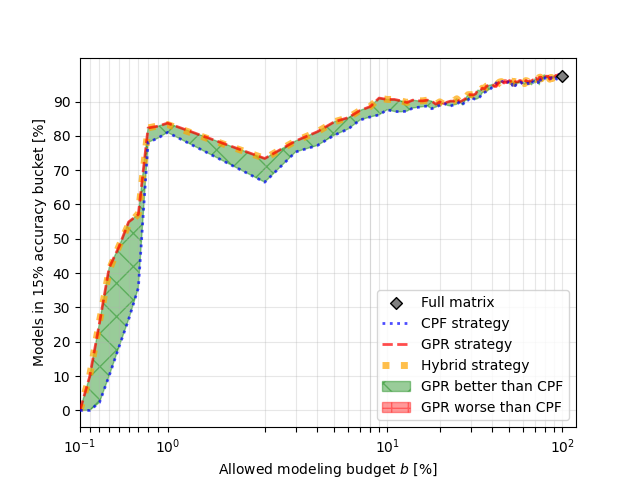 Models in 15% accuracy bucket [%]
90
80
70
60
50
40
30
20
10
0
Full matrix
CPF strategy
GPR strategy
Hybrid strategy
GPR better than CPF
GPR worse than CPF
10⁻¹ 10⁰ 10¹ 10²
Allowed modeling budget b [%]